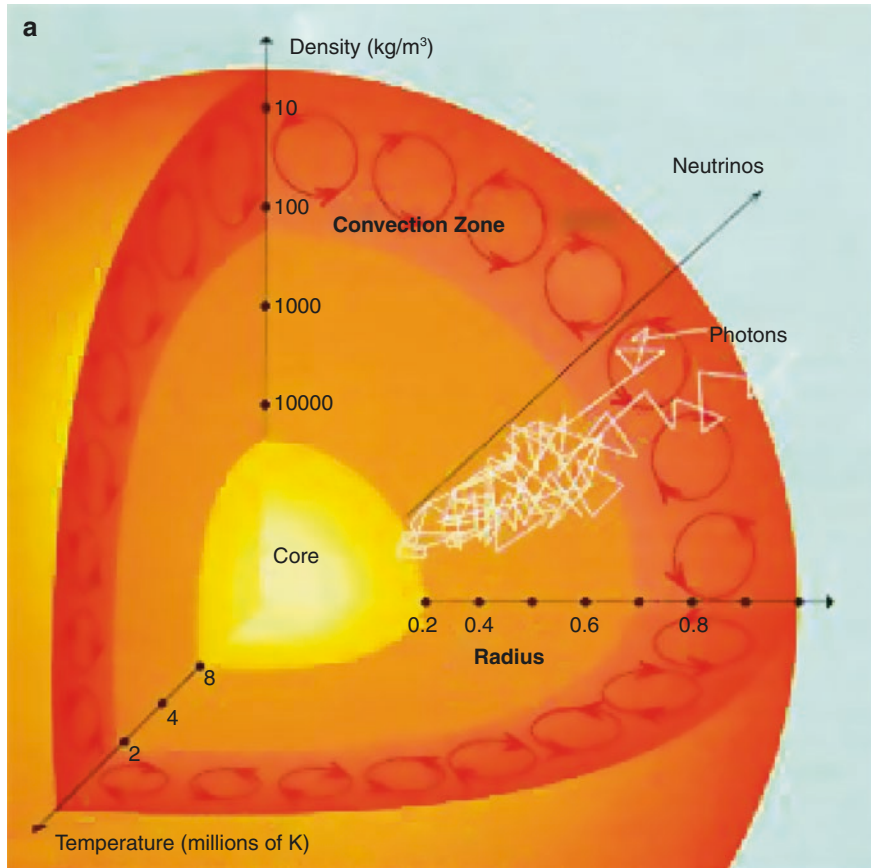 a
Density (kg/m³)
10
Neutrinos
100
Convection Zone
1000
Photons
10000
Core
0.2 0.4 0.6 0.8
Radius
8
4
2
Temperature (millions of K)